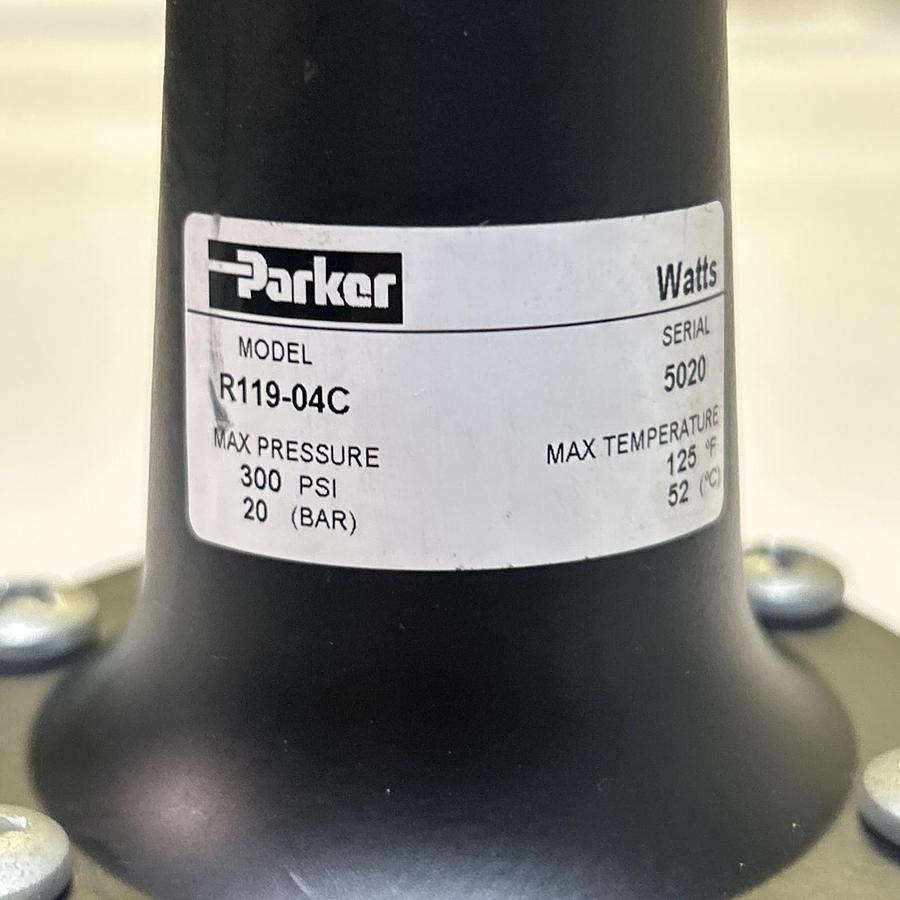 Parker Watts
MODEL SERIAL
R119-04C 5020
MAX PRESSURE MAX TEMPERATURE
300 PSI 125 °F
20 (BAR) 52 (°C)